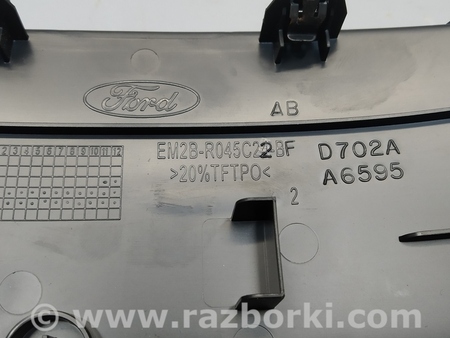 Ford
AB
EM2B-R045C22BF D702A
>20%TFTPO< A6595
2
2 3 4 5 6 7 8 9 10 11 12
www.razborki.com